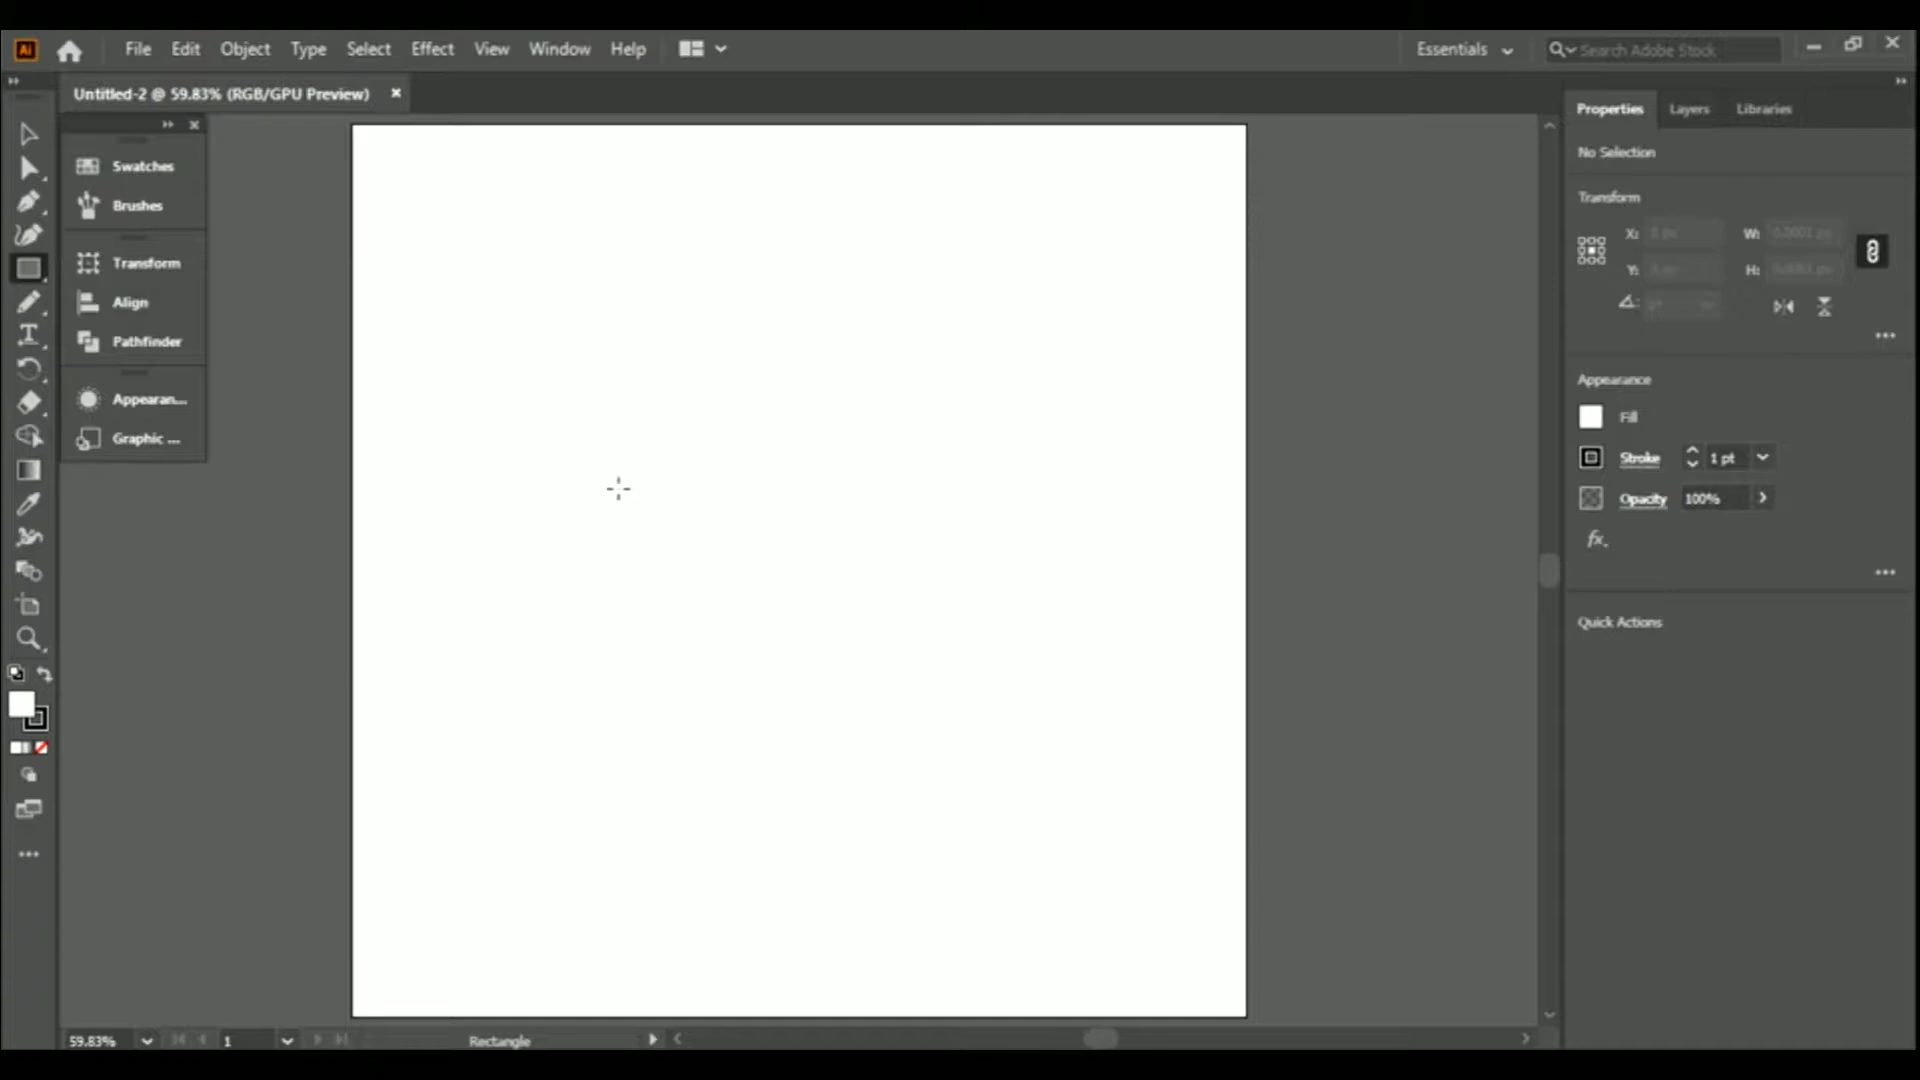 Ai
File Edit Object Type Select Effect View Window Help
Essentials
Search Adobe Stock
Untitled-2 @ 59.83% (RGB/GPU Preview)
Swatches
Brushes
Transform
Align
Pathfinder
Appearan...
Graphic ...
Properties Layers Libraries
No Selection
Transform
X: W:
Y: H:
Appearance
Fill
Stroke 1 pt
Opacity 100%
fx.
Quick Actions
59.83% 1 Rectangle